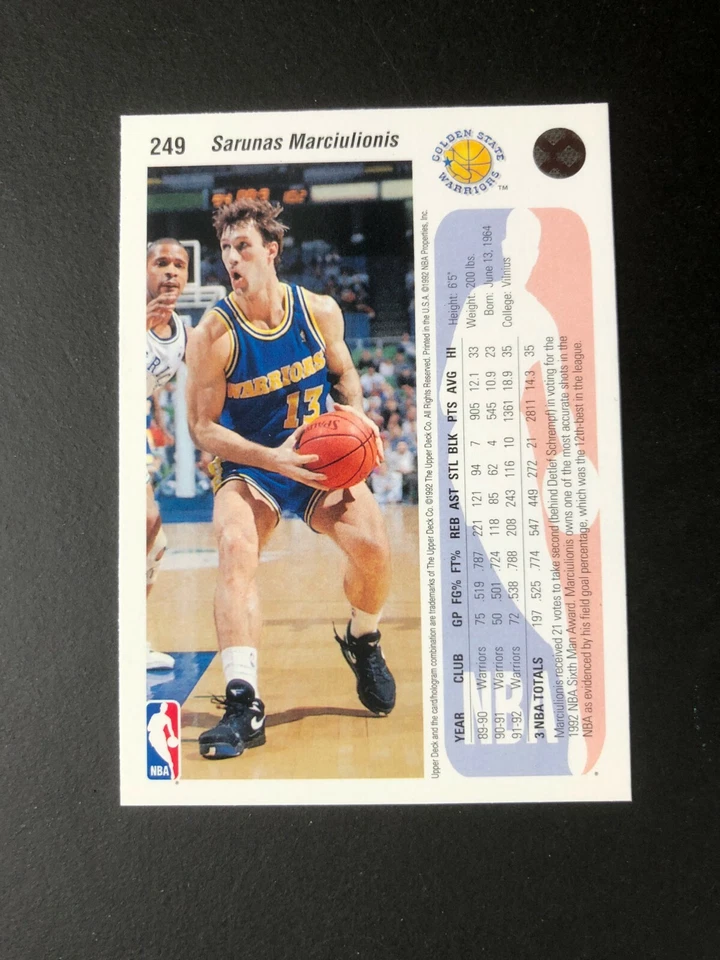 249 Sarunas Marciulionis
GOLDEN STATE
WARRIORS
TM
WARRIORS
13
NBA
Upper Deck and the card/hologram combination are trademarks of The Upper Deck Co. ©1992 The Upper Deck Co. All Rights Reserved. Printed in the U.S.A. ©1992 NBA Properties, Inc.
Height: 6'5"
Weight: 200 lbs.
Born: June 13, 1964
College: Vilnius
YEAR CLUB GP FG% FT% REB AST STL BLK PTS AVG HI
89-90 Warriors 75 .519 .787 221 121 94 7 905 12.1 33
90-91 Warriors 50 .501 .724 118 85 62 4 545 10.9 23
91-92 Warriors 72 .538 .788 208 243 116 10 1361 18.9 35
3 NBA TOTALS 197 .525 .774 547 449 272 21 2811 14.3 35
Marciulionis received 21 votes to take second (behind Detlef Schrempf) in voting for the
1992 NBA Sixth Man Award. Marciulionis owns one of the most accurate shots in the
NBA as evidenced by his field goal percentage, which was the 12th-best in the league.